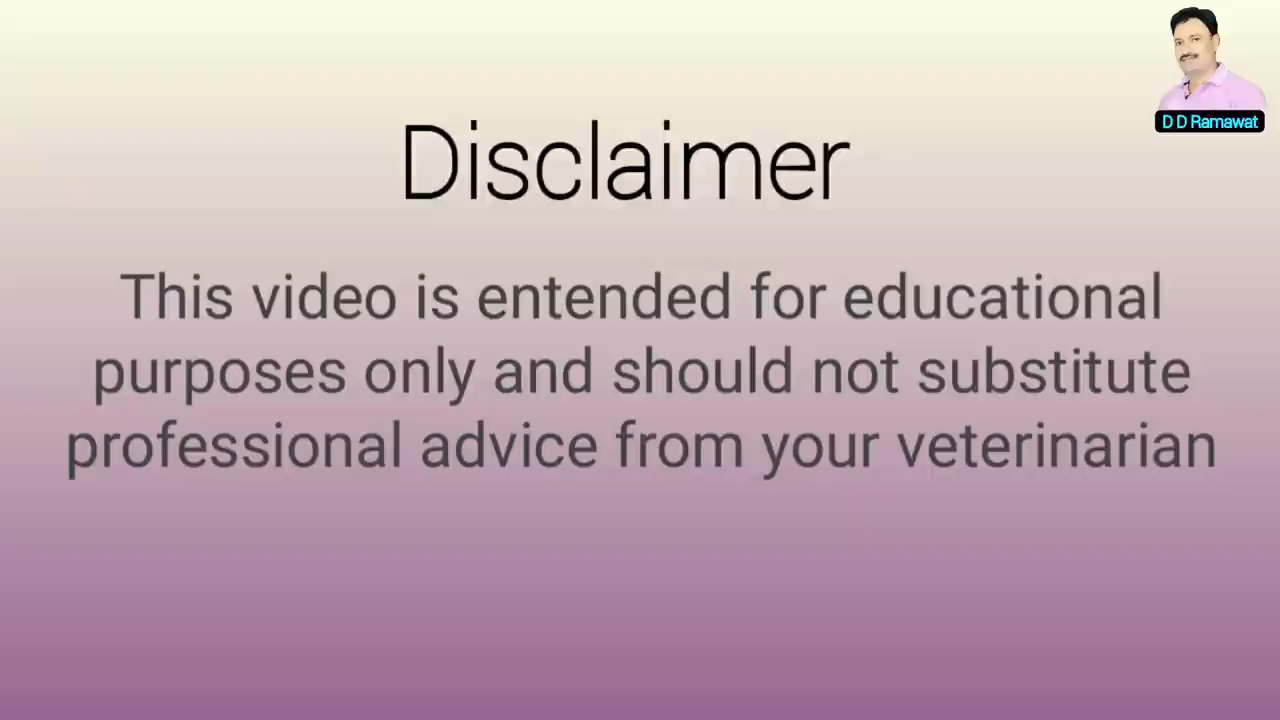 D D Ramawat
Disclaimer
This video is entended for educational
purposes only and should not substitute
professional advice from your veterinarian